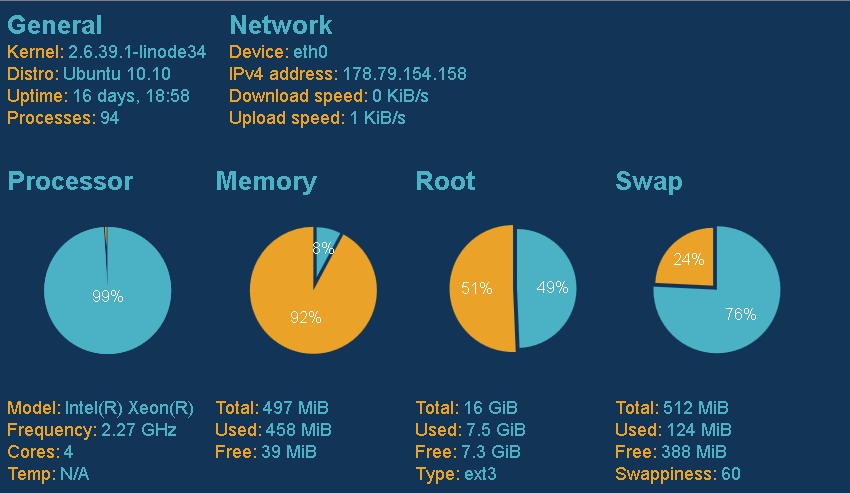 General
Kernel: 2.6.39.1-linode34
Distro: Ubuntu 10.10
Uptime: 16 days, 18:58
Processes: 94
Network
Device: eth0
IPv4 address: 178.79.154.158
Download speed: 0 KiB/s
Upload speed: 1 KiB/s
Processor
99%
Model: Intel(R) Xeon(R)
Frequency: 2.27 GHz
Cores: 4
Temp: N/A
Memory
8%
92%
Total: 497 MiB
Used: 458 MiB
Free: 39 MiB
Root
51%
49%
Total: 16 GiB
Used: 7.5 GiB
Free: 7.3 GiB
Type: ext3
Swap
24%
76%
Total: 512 MiB
Used: 124 MiB
Free: 388 MiB
Swappiness: 60